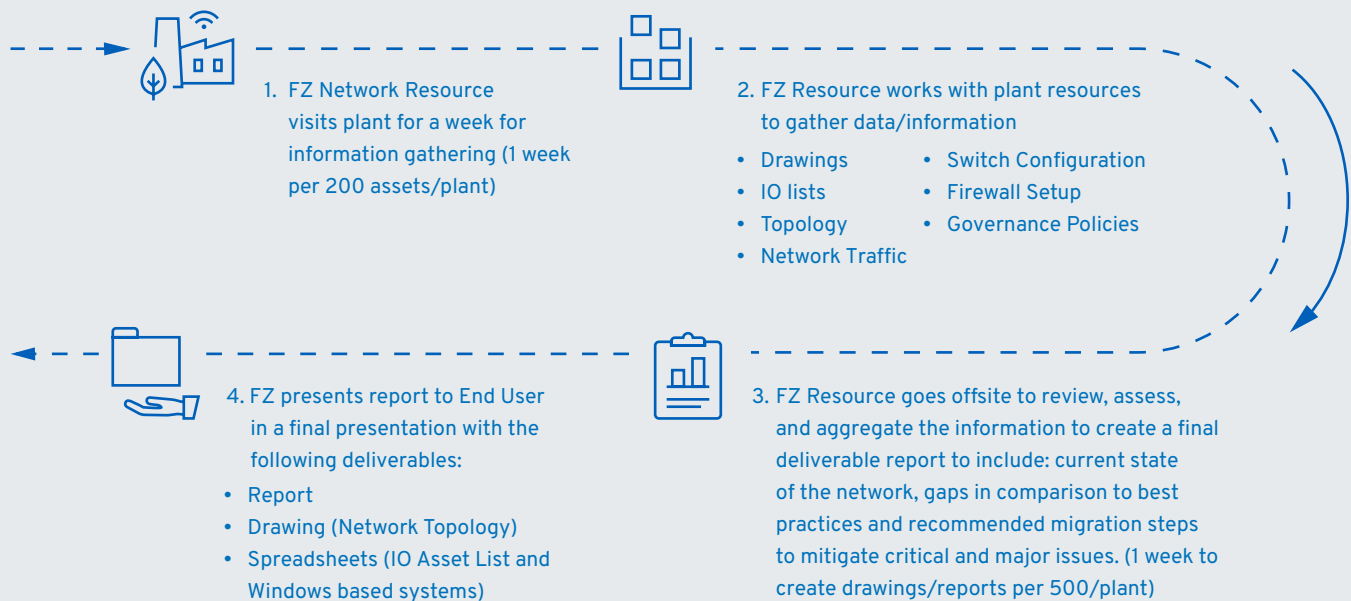 1. FZ Network Resource
visits plant for a week for
information gathering (1 week
per 200 assets/plant)
2. FZ Resource works with plant resources
to gather data/information
• Drawings
• IO lists
• Topology
• Network Traffic
• Switch Configuration
• Firewall Setup
• Governance Policies
3. FZ Resource goes offsite to review, assess,
and aggregate the information to create a final
deliverable report to include: current state
of the network, gaps in comparison to best
practices and recommended migration steps
to mitigate critical and major issues. (1 week to
create drawings/reports per 500/plant)
4. FZ presents report to End User
in a final presentation with the
following deliverables:
• Report
• Drawing (Network Topology)
• Spreadsheets (IO Asset List and
Windows based systems)